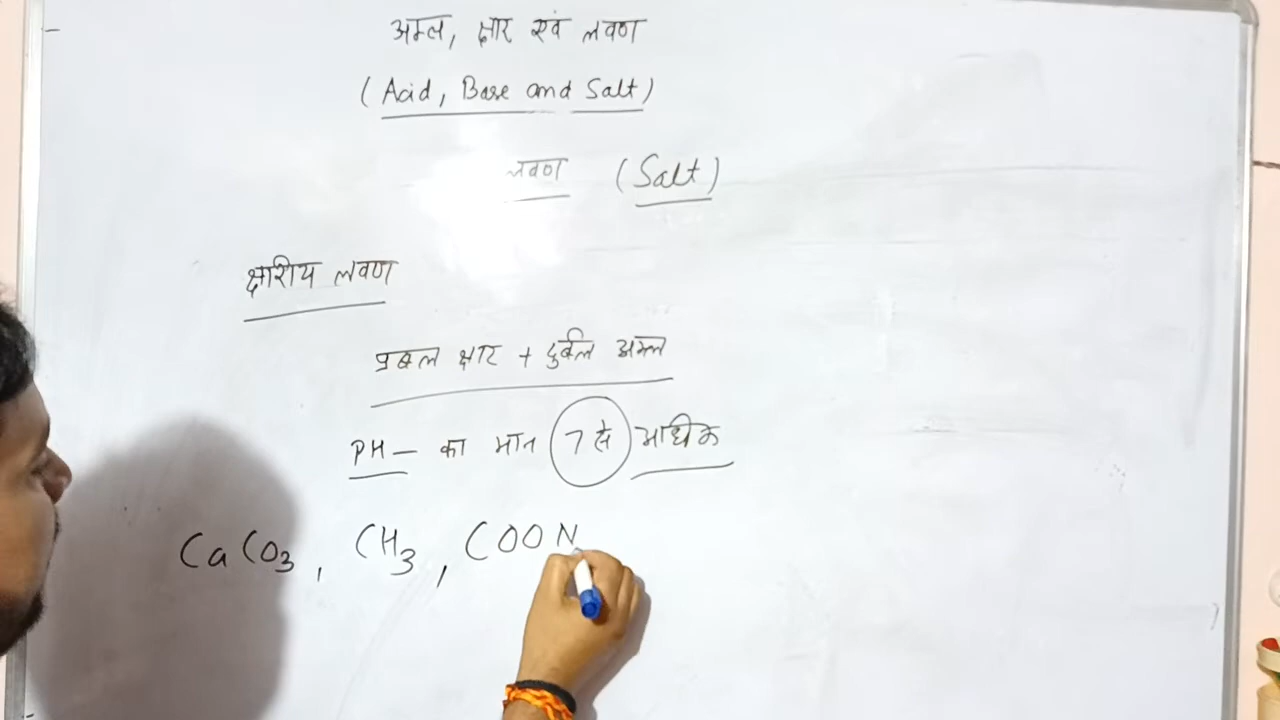 अम्ल, क्षार एवं लवण
(Acid, Base and Salt)
लवण (Salt)
क्षारिय लवण
प्रबल क्षार + दुर्बल अम्ल
PH - का मान 7 से अधिक
CaCO3, CH3, COON